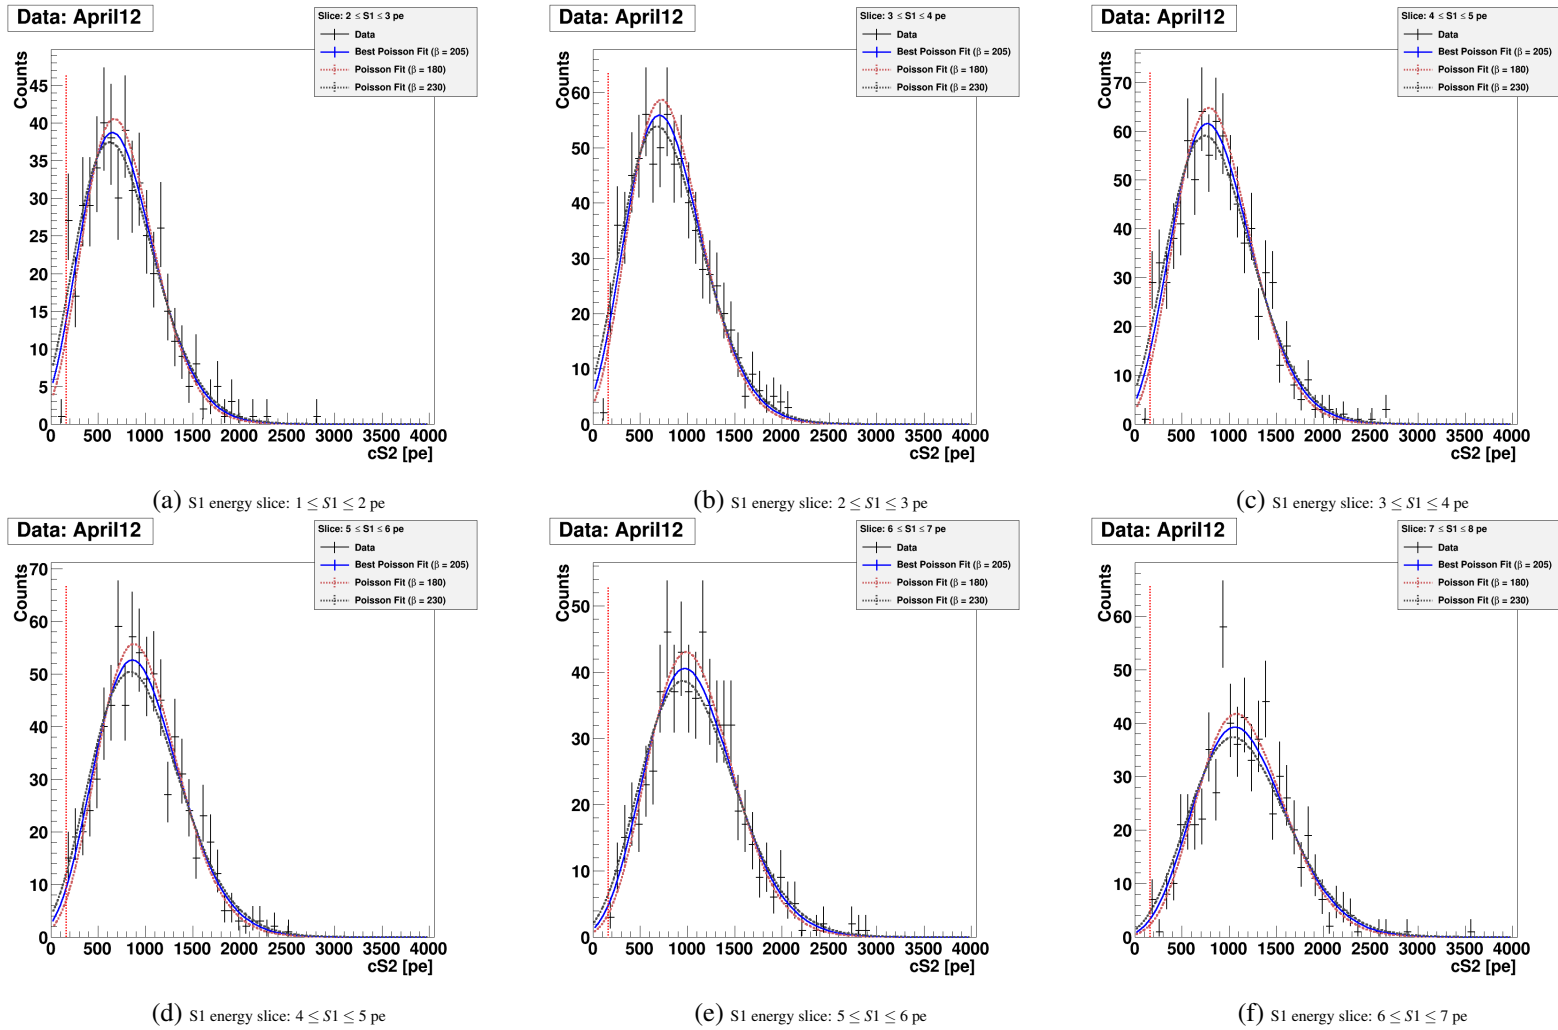 Data: April12
Slice: 2 ≤ S1 ≤ 3 pe
Data
Best Poisson Fit (β = 205)
Poisson Fit (β = 180)
Poisson Fit (β = 230)
Counts
45
40
35
30
25
20
15
10
5
0
0 500 1000 1500 2000 2500 3000 3500 4000
cS2 [pe]
(a) S1 energy slice: 1 ≤ S1 ≤ 2 pe
Data: April12
Slice: 3 ≤ S1 ≤ 4 pe
Data
Best Poisson Fit (β = 205)
Poisson Fit (β = 180)
Poisson Fit (β = 230)
Counts
60
50
40
30
20
10
0
0 500 1000 1500 2000 2500 3000 3500 4000
cS2 [pe]
(b) S1 energy slice: 2 ≤ S1 ≤ 3 pe
Data: April12
Slice: 4 ≤ S1 ≤ 5 pe
Data
Best Poisson Fit (β = 205)
Poisson Fit (β = 180)
Poisson Fit (β = 230)
Counts
70
60
50
40
30
20
10
0
0 500 1000 1500 2000 2500 3000 3500 4000
cS2 [pe]
(c) S1 energy slice: 3 ≤ S1 ≤ 4 pe
Data: April12
Slice: 5 ≤ S1 ≤ 6 pe
Data
Best Poisson Fit (β = 205)
Poisson Fit (β = 180)
Poisson Fit (β = 230)
Counts
70
60
50
40
30
20
10
0
0 500 1000 1500 2000 2500 3000 3500 4000
cS2 [pe]
(d) S1 energy slice: 4 ≤ S1 ≤ 5 pe
Data: April12
Slice: 6 ≤ S1 ≤ 7 pe
Data
Best Poisson Fit (β = 205)
Poisson Fit (β = 180)
Poisson Fit (β = 230)
Counts
50
40
30
20
10
0
0 500 1000 1500 2000 2500 3000 3500 4000
cS2 [pe]
(e) S1 energy slice: 5 ≤ S1 ≤ 6 pe
Data: April12
Slice: 7 ≤ S1 ≤ 8 pe
Data
Best Poisson Fit (β = 205)
Poisson Fit (β = 180)
Poisson Fit (β = 230)
Counts
60
50
40
30
20
10
0
0 500 1000 1500 2000 2500 3000 3500 4000
cS2 [pe]
(f) S1 energy slice: 6 ≤ S1 ≤ 7 pe